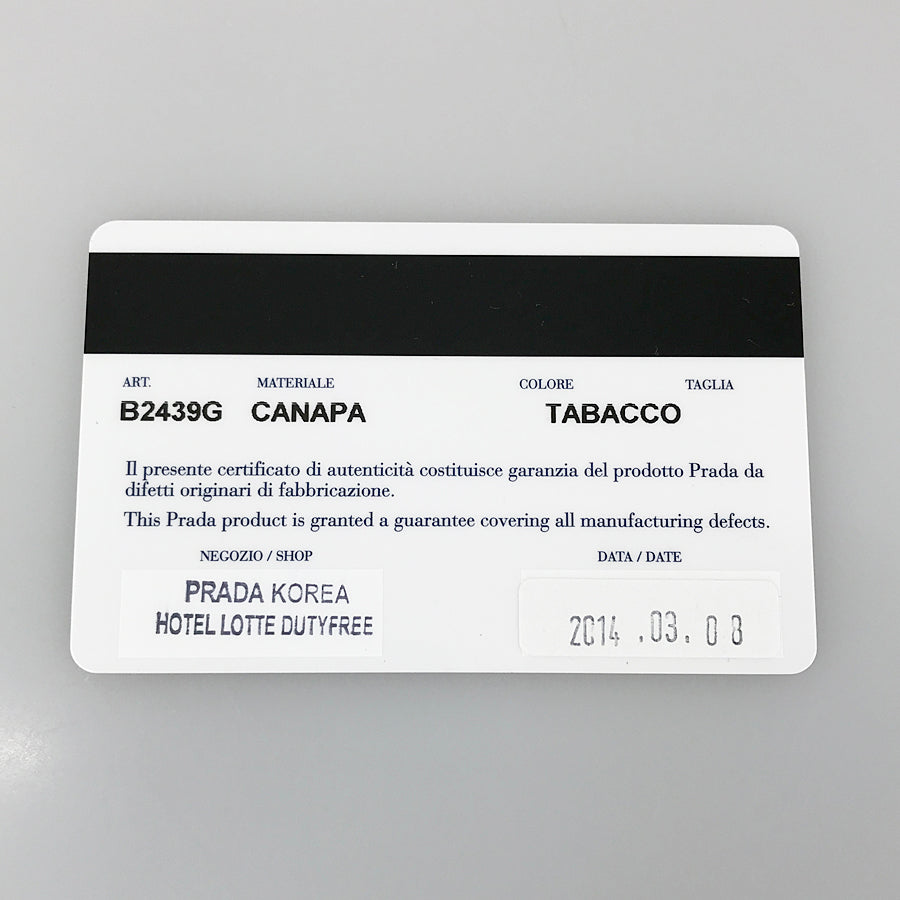 ART. MATERIALE COLORE TAGLIA
B2439G CANAPA TABACCO
Il presente certificato di autenticità costituisce garanzia del prodotto Prada da
difetti originari di fabbricazione.
This Prada product is granted a guarantee covering all manufacturing defects.
NEGOZIO / SHOP DATA / DATE
PRADA KOREA
HOTEL LOTTE DUTYFREE
2014 .03. 08